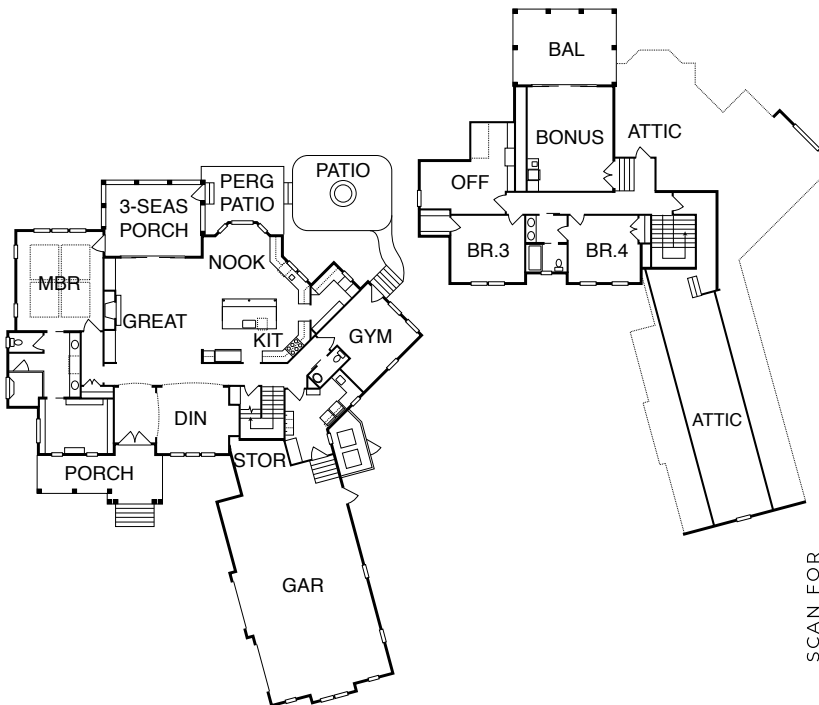 BAL
BONUS
ATTIC
OFF
BR.3
BR.4
ATTIC
PERG
PATIO
PATIO
3-SEAS
PORCH
MBR
NOOK
GREAT
KIT
GYM
DIN
STOR
PORCH
GAR
SCAN FOR